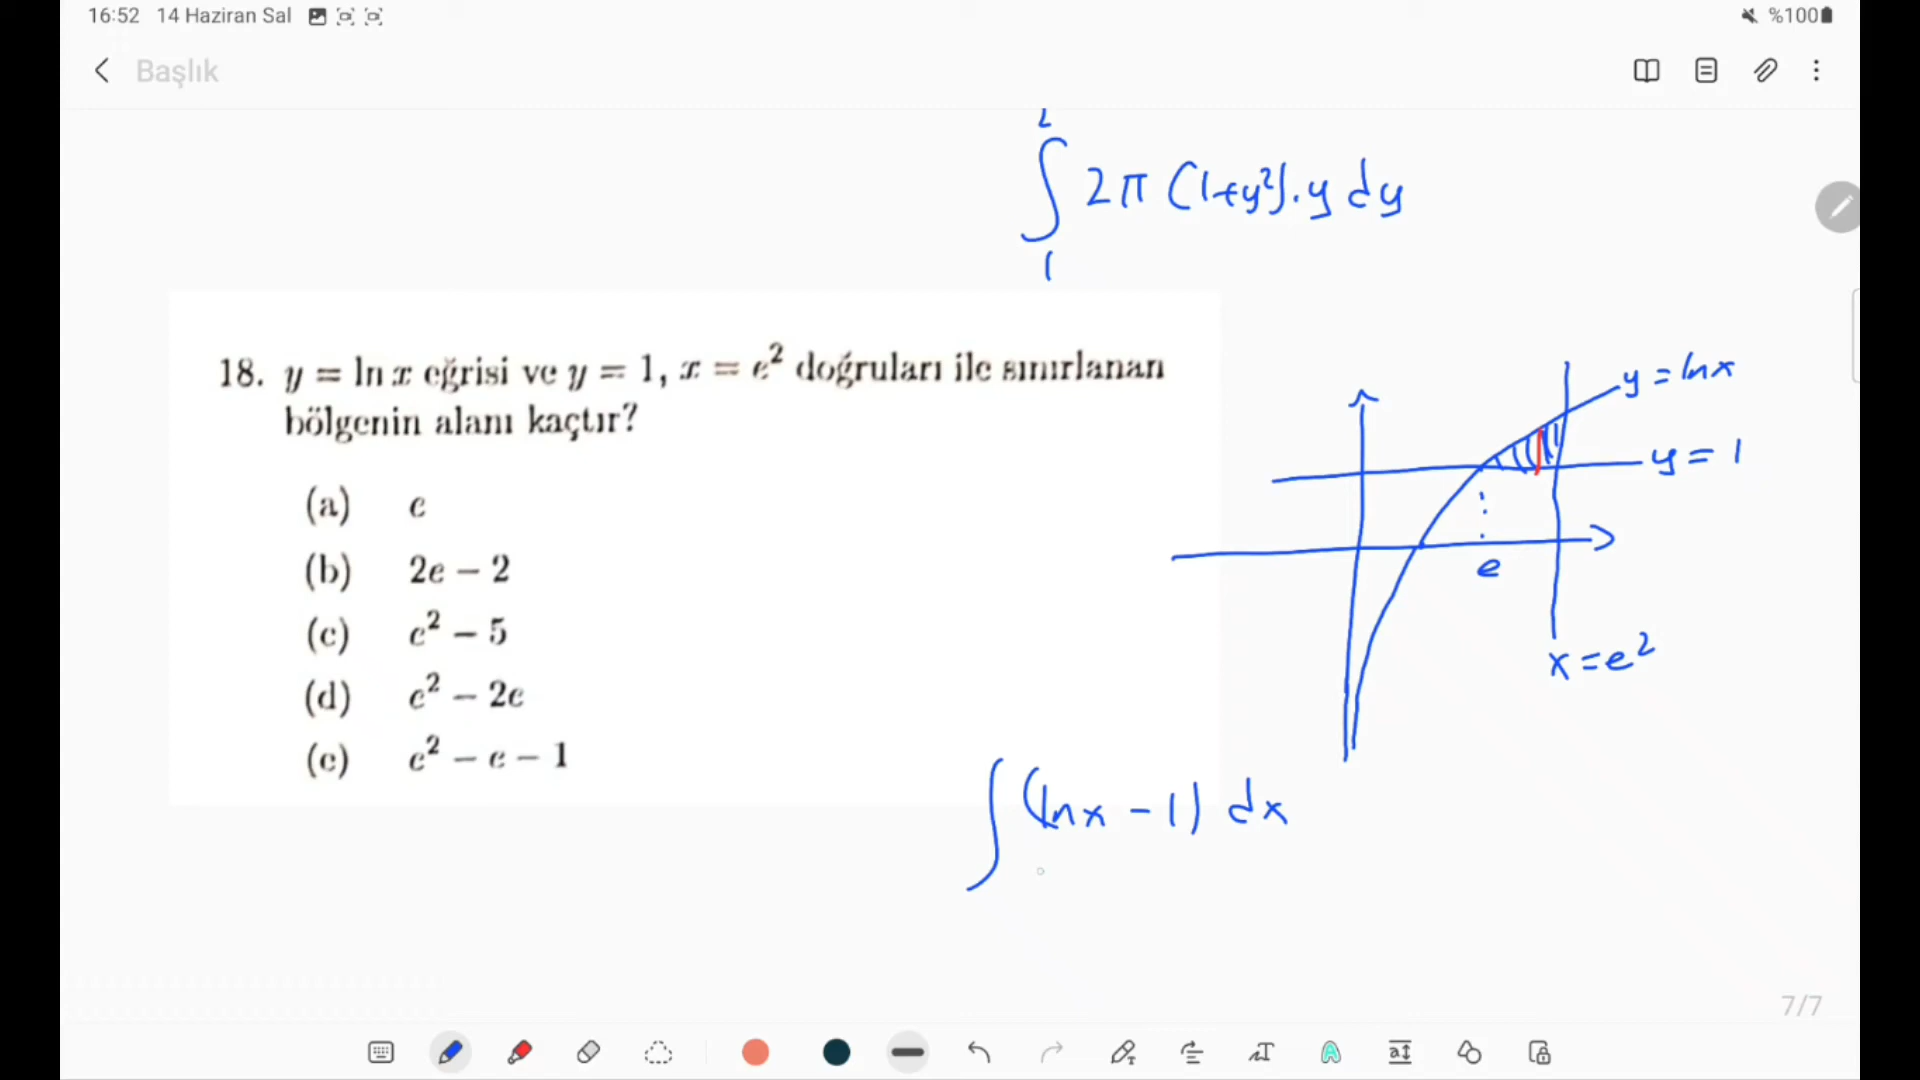 16:52 14 Haziran Sal %100
Başlık
2
∫ 2π (1+y²).y dy
1
18. y = ln x eğrisi ve y = 1, x = e² doğruları ile sınırlanan
bölgenin alanı kaçtır?
(a) e
(b) 2e − 2
(c) e² − 5
(d) e² − 2e
(e) e² − e − 1
y = lnx
y = 1
e
x = e²
∫ (lnx − 1) dx
7/7